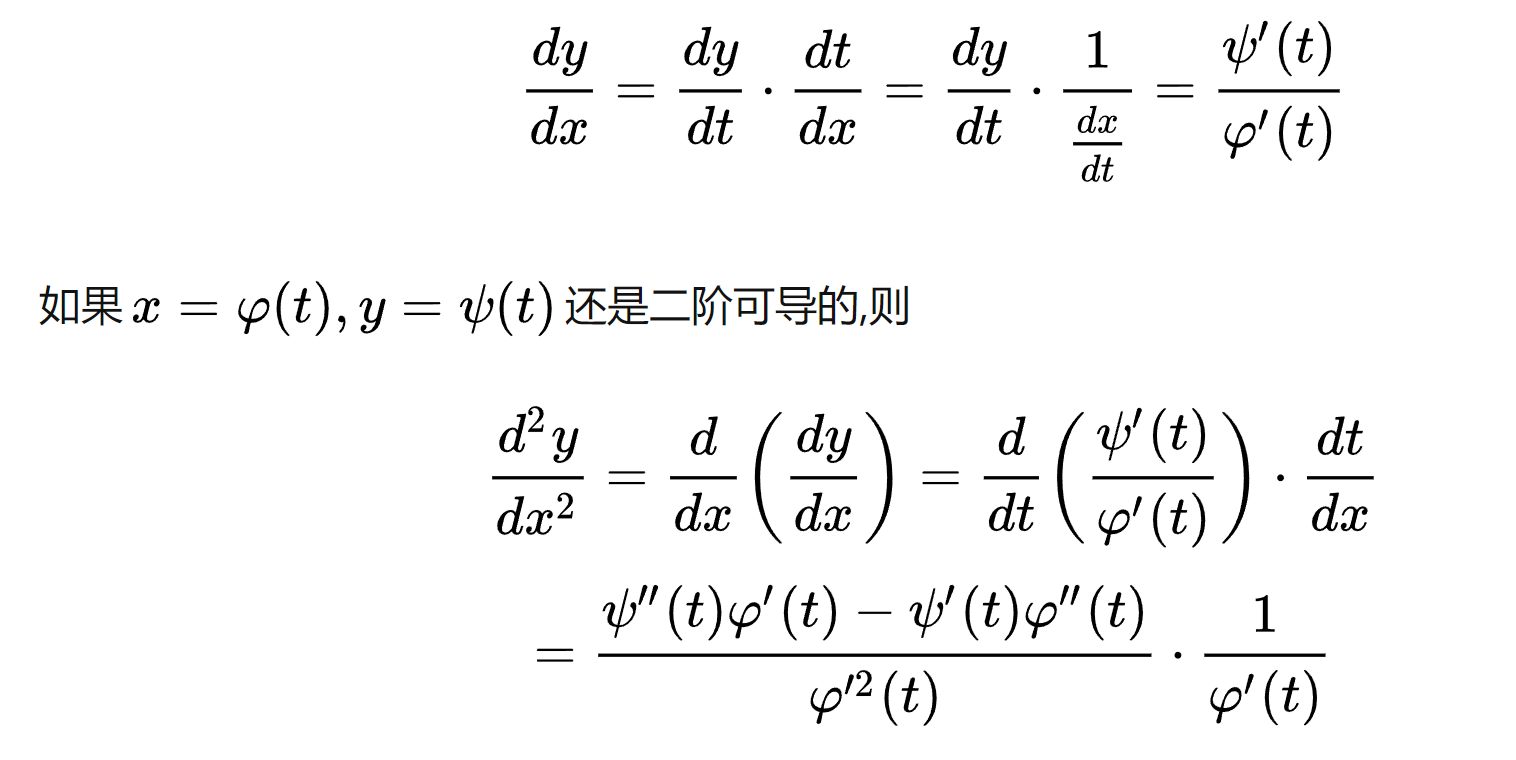 \frac{dy}{dx} = \frac{dy}{dt} \cdot \frac{dt}{dx} = \frac{dy}{dt} \cdot \frac{1}{\frac{dx}{dt}} = \frac{\psi'(t)}{\varphi'(t)}
如果 x = \varphi(t), y = \psi(t) 还是二阶可导的,则
\frac{d^2y}{dx^2} = \frac{d}{dx}\left(\frac{dy}{dx}\right) = \frac{d}{dt}\left(\frac{\psi'(t)}{\varphi'(t)}\right) \cdot \frac{dt}{dx}
= \frac{\psi''(t)\varphi'(t) - \psi'(t)\varphi''(t)}{\varphi'^2(t)} \cdot \frac{1}{\varphi'(t)}